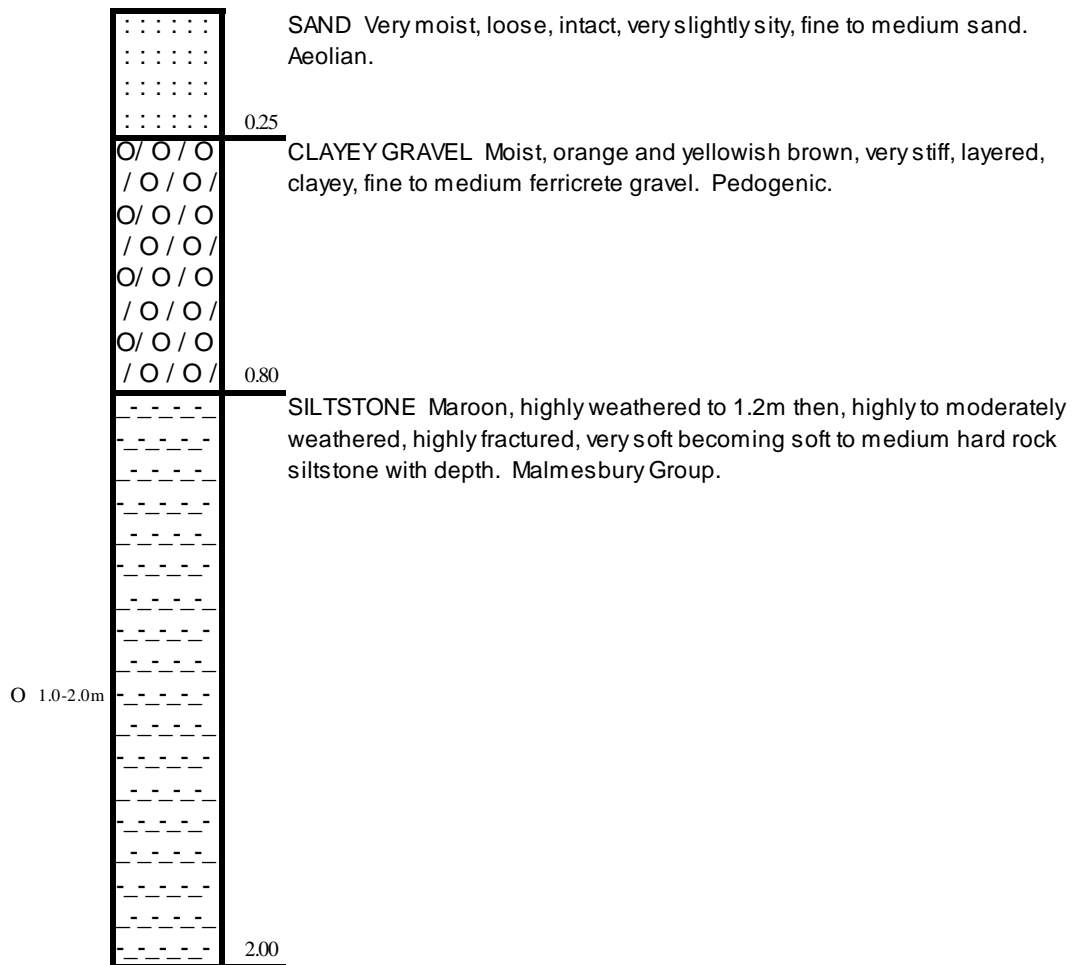 SAND Very moist, loose, intact, very slightly sity, fine to medium sand.
Aeolian.
0.25
CLAYEY GRAVEL Moist, orange and yellowish brown, very stiff, layered,
clayey, fine to medium ferricrete gravel. Pedogenic.
0.80
SILTSTONE Maroon, highly weathered to 1.2m then, highly to moderately
weathered, highly fractured, very soft becoming soft to medium hard rock
siltstone with depth. Malmesbury Group.
O 1.0-2.0m
2.00